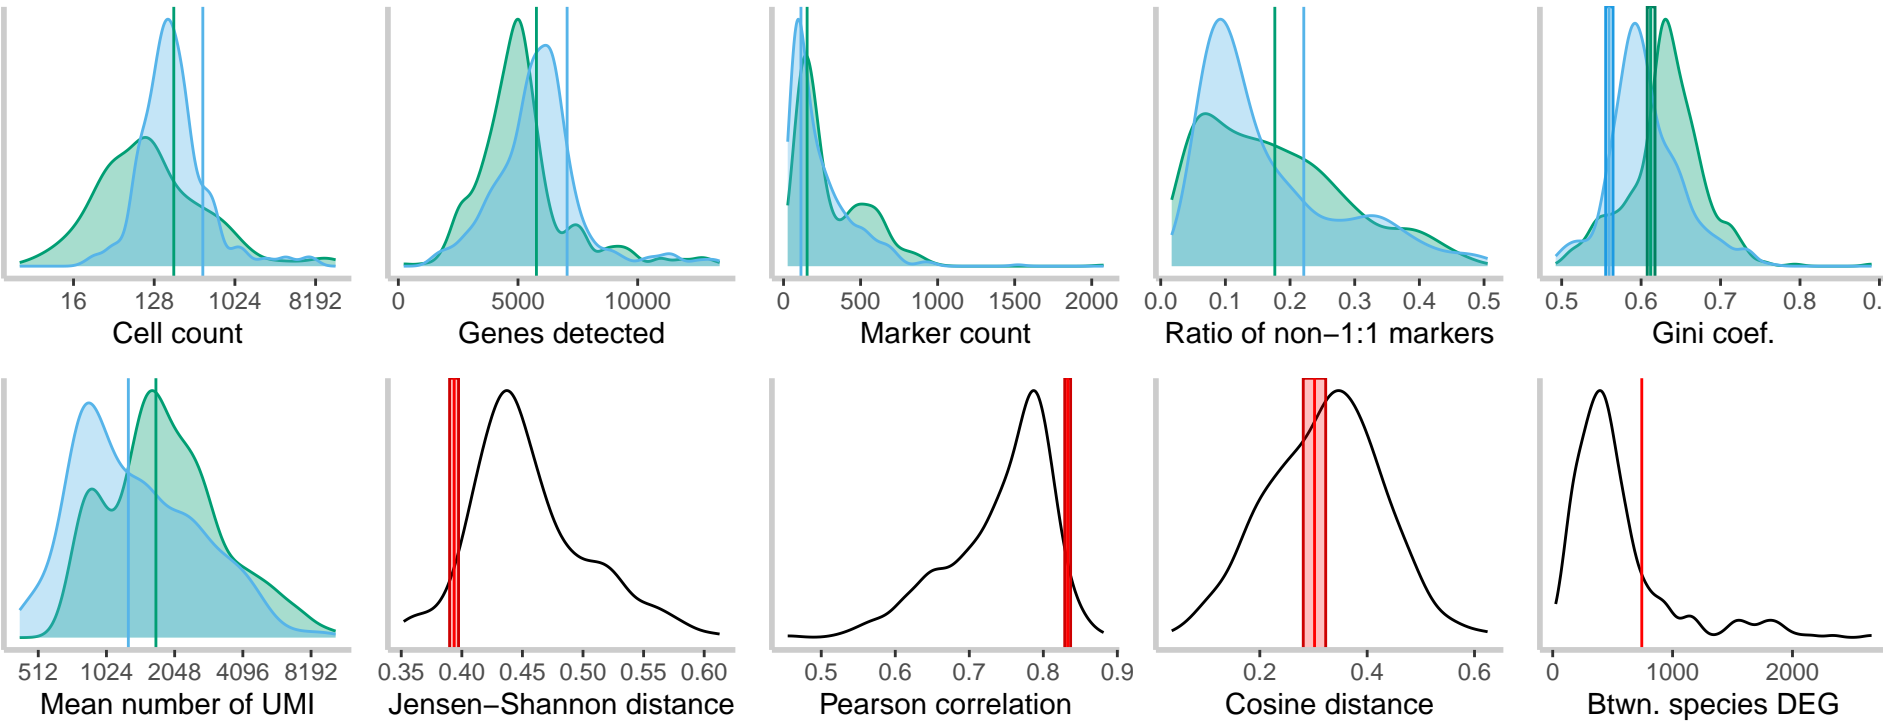 16 128 1024 8192
Cell count
0 5000 10000
Genes detected
0 500 1000 1500 2000
Marker count
0.0 0.1 0.2 0.3 0.4 0.5
Ratio of non−1:1 markers
0.5 0.6 0.7 0.8 0.
Gini coef.
512 1024 2048 4096 8192
Mean number of UMI
0.35 0.40 0.45 0.50 0.55 0.60
Jensen−Shannon distance
0.5 0.6 0.7 0.8 0.9
Pearson correlation
0.2 0.4 0.6
Cosine distance
0 1000 2000
Btwn. species DEG